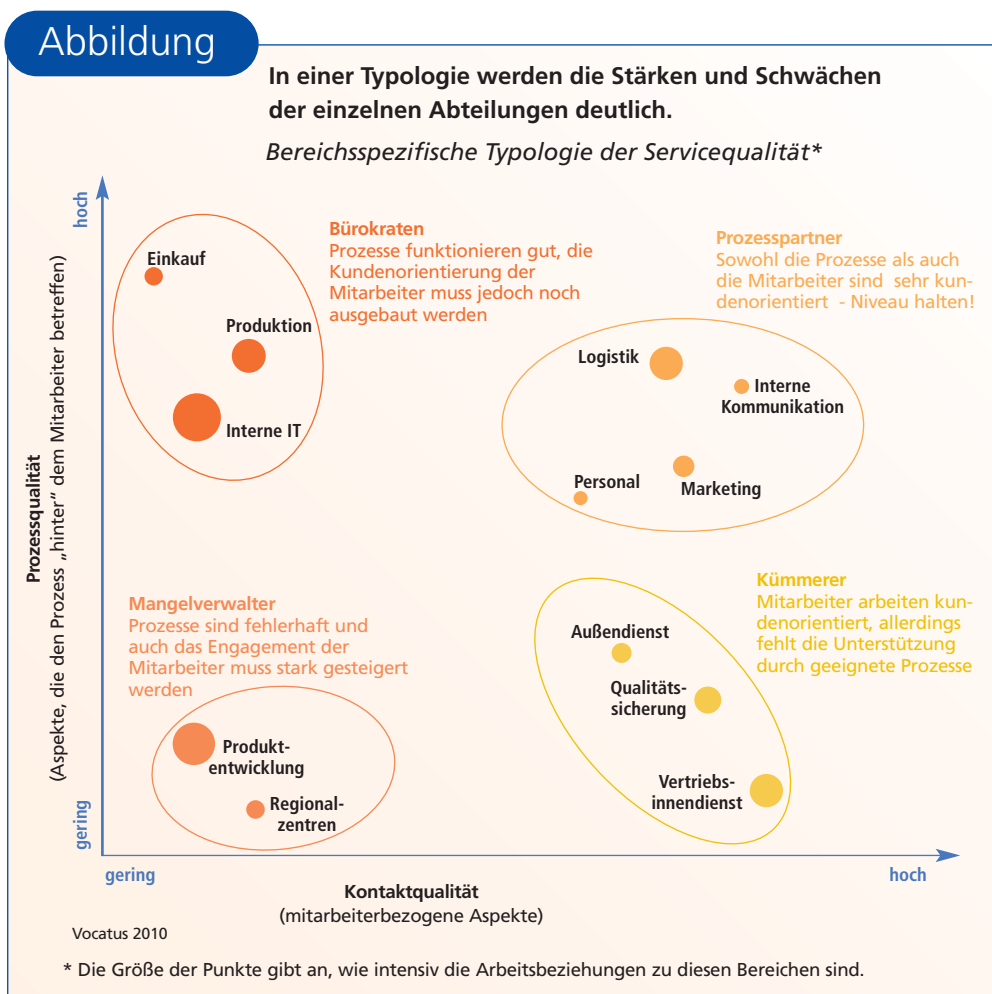 Abbildung
In einer Typologie werden die Stärken und Schwächen
der einzelnen Abteilungen deutlich.
Bereichsspezifische Typologie der Servicequalität*
hoch
Prozessqualität
(Aspekte, die den Prozess „hinter“ dem Mitarbeiter betreffen)
gering
Bürokraten
Prozesse funktionieren gut, die
Kundenorientierung der
Mitarbeiter muss jedoch noch
ausgebaut werden
Einkauf
Produktion
Interne IT
Prozesspartner
Sowohl die Prozesse als auch
die Mitarbeiter sind sehr kun-
denorientiert - Niveau halten!
Logistik
Interne
Kommunikation
Personal
Marketing
Mangelverwalter
Prozesse sind fehlerhaft und
auch das Engagement der
Mitarbeiter muss stark gesteigert
werden
Produkt-
entwicklung
Regional-
zentren
Kümmerer
Mitarbeiter arbeiten kun-
denorientiert, allerdings
fehlt die Unterstützung
durch geeignete Prozesse
Außendienst
Qualitäts-
sicherung
Vertriebs-
innendienst
gering
hoch
Kontaktqualität
(mitarbeiterbezogene Aspekte)
Vocatus 2010
* Die Größe der Punkte gibt an, wie intensiv die Arbeitsbeziehungen zu diesen Bereichen sind.